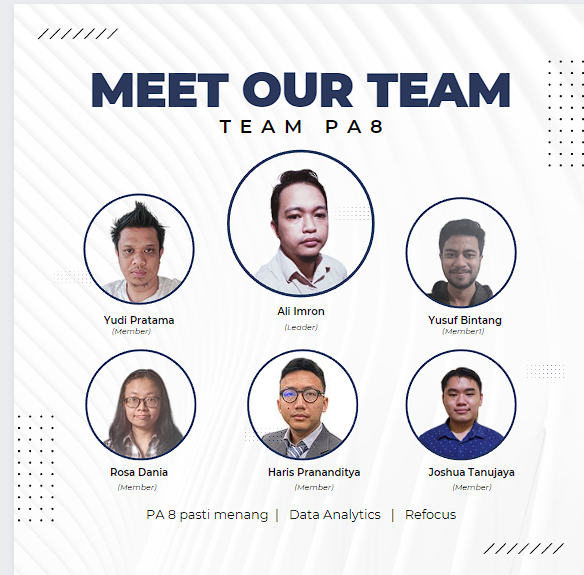 MEET OUR TEAM
TEAM PA8
Ali Imron
(Leader)
Yudi Pratama
(Member)
Yusuf Bintang
(Member1)
Rosa Dania
(Member)
Haris Prananditya
(Member)
Joshua Tanujaya
(Member)
PA 8 pasti menang | Data Analytics | Refocus